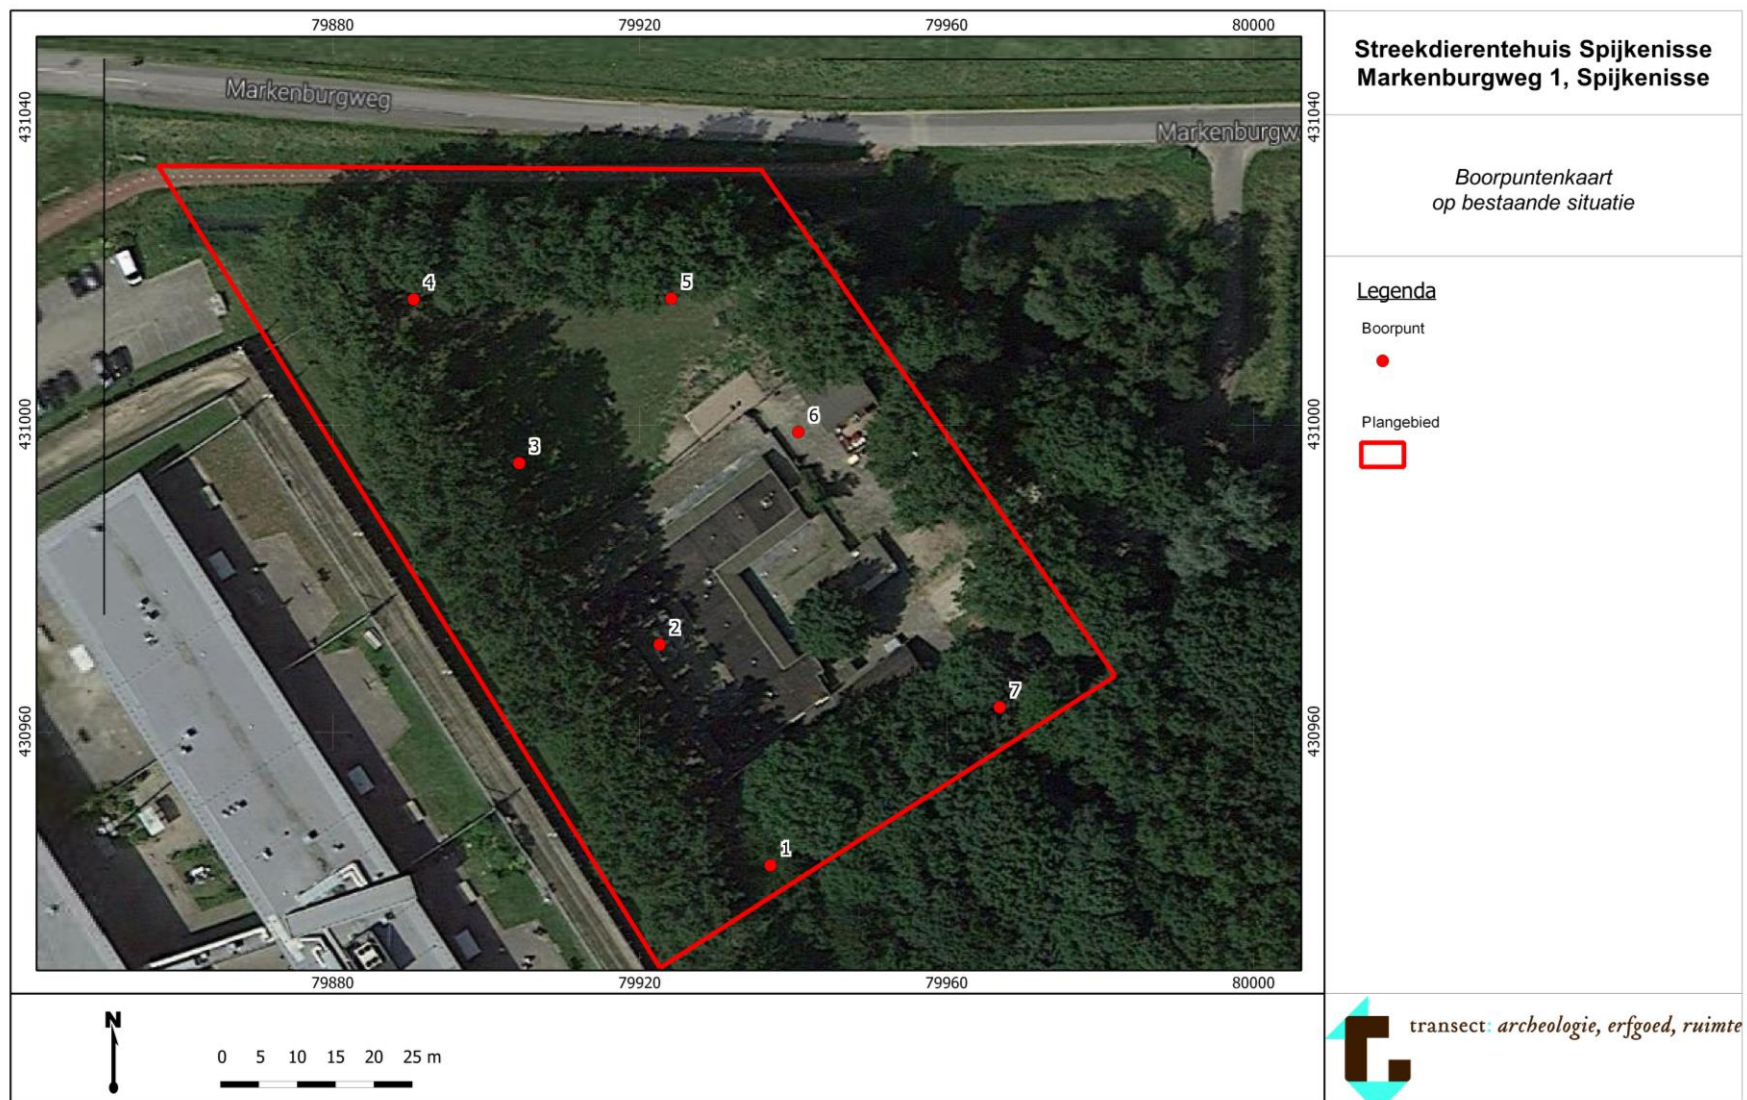 79880 79920 79960 80000
431040 431040
Markenburgweg
Markenburgw
4
5
431000 431000
6
3
2
7
430960 430960
1
79880 79920 79960 80000
N
0 5 10 15 20 25 m
Streekdierentehuis Spijkenisse
Markenburgweg 1, Spijkenisse
Boorpuntenkaart
op bestaande situatie
Legenda
Boorpunt
Plangebied
transect: archeologie, erfgoed, ruimte